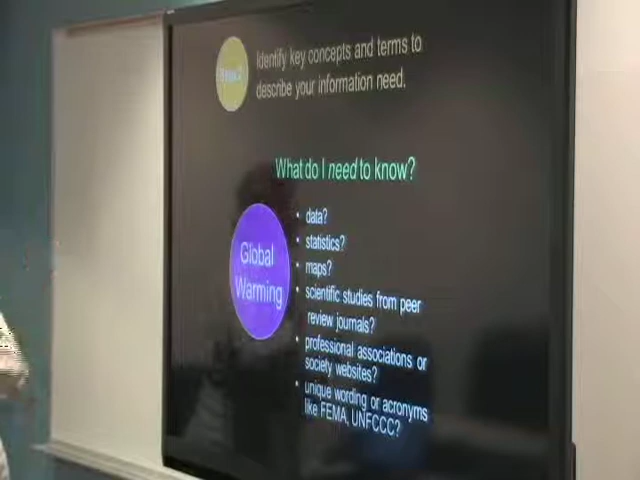 Identify key concepts and terms to
describe your information need.
What do I need to know?
Global
Warming
• data?
• statistics?
• maps?
• scientific studies from peer
review journals?
• professional associations or
society websites?
• unique wording or acronyms
like FEMA, UNFCCC?